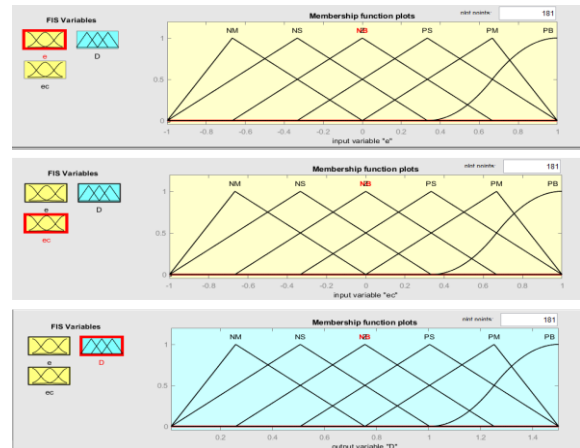 FIS Variables
e
D
ec
Membership function plots
plot points:
181
NM
NS
PS
PM
PB
1
0.5
0
-1
-0.8
-0.6
-0.4
-0.2
0
0.2
0.4
0.6
0.8
1
input variable "e"
FIS Variables
e
D
ec
Membership function plots
plot points:
181
NM
NS
PS
PM
PB
1
0.5
0
-1
-0.8
-0.6
-0.4
-0.2
0
0.2
0.4
0.6
0.8
1
input variable "ec"
FIS Variables
e
D
ec
Membership function plots
plot points:
181
NM
NS
PS
PM
PB
1
0.5
0
0.2
0.4
0.6
0.8
1
1.2
1.4
output variable "D"